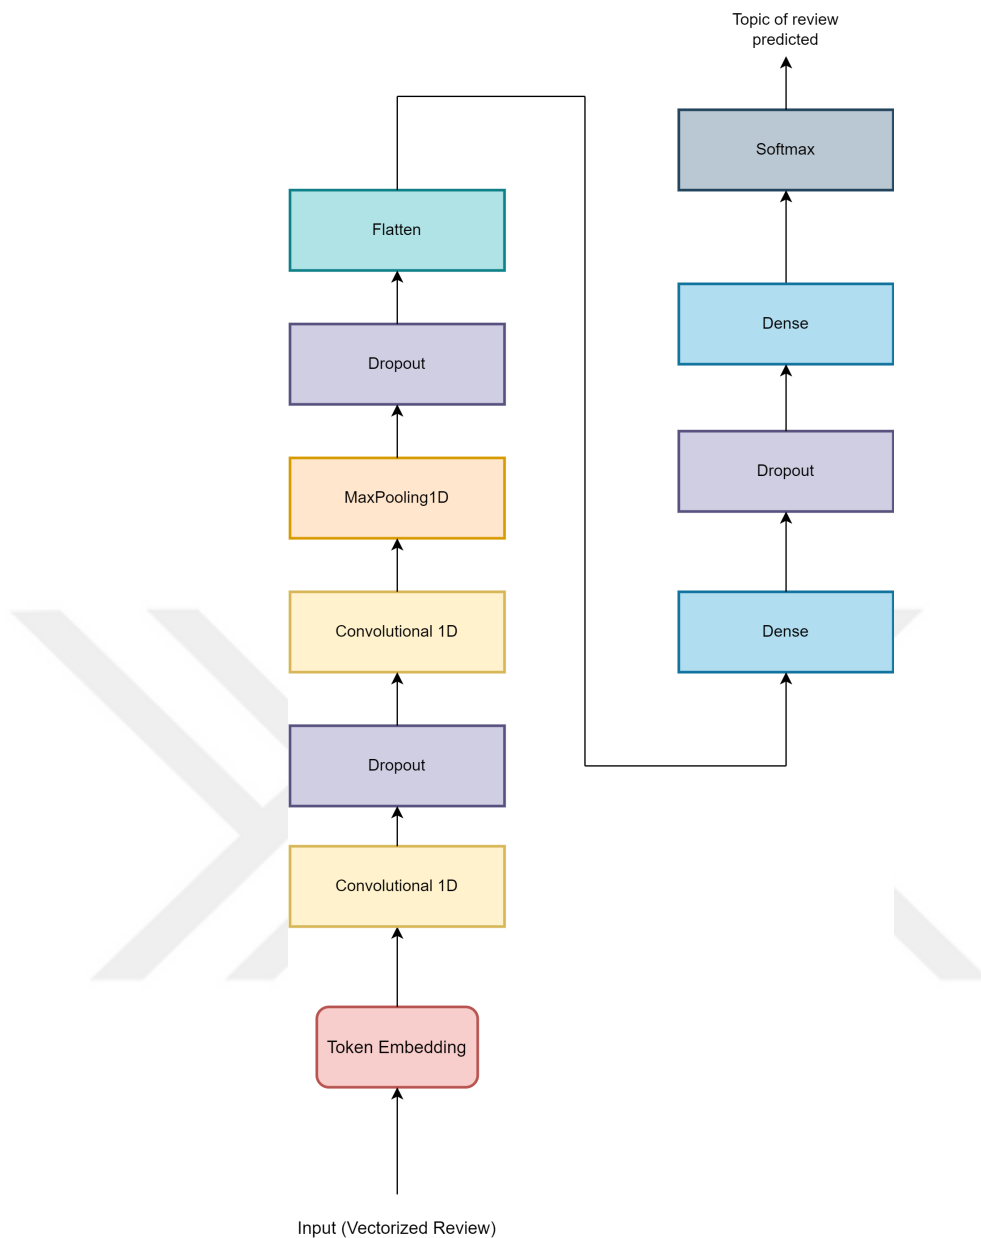 Topic of review
predicted
Softmax
Flatten
Dense
Dropout
Dropout
MaxPooling1D
Convolutional 1D
Dense
Dropout
Convolutional 1D
Token Embedding
Input (Vectorized Review)